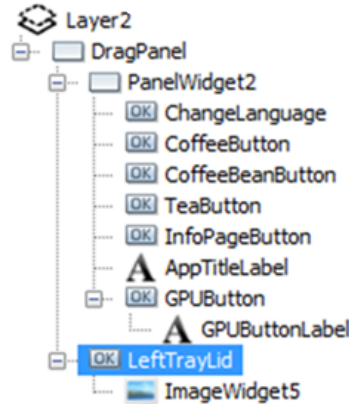 Layer2
DragPanel
PanelWidget2
OK ChangeLanguage
OK CoffeeButton
OK CoffeeBeanButton
OK TeaButton
OK InfoPageButton
A AppTitleLabel
OK GPUButton
A GPUButtonLabel
OK LeftTrayLid
ImageWidget5